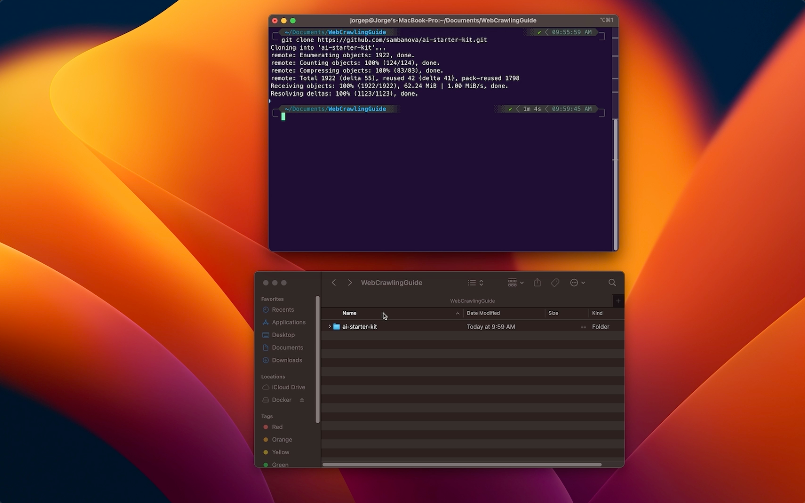 jorgep@Jorge's-MacBook-Pro:~/Documents/WebCrawlingGuide
⌥⌘1
~/Documents/WebCrawlingGuide ✔ 09:55:59 AM
git clone https://github.com/sambanova/ai-starter-kit.git
Cloning into 'ai-starter-kit'...
remote: Enumerating objects: 1922, done.
remote: Counting objects: 100% (124/124), done.
remote: Compressing objects: 100% (83/83), done.
remote: Total 1922 (delta 55), reused 42 (delta 41), pack-reused 1798
Receiving objects: 100% (1922/1922), 62.24 MiB | 1.00 MiB/s, done.
Resolving deltas: 100% (1123/1123), done.
~/Documents/WebCrawlingGuide ✔ 1m 4s 09:59:45 AM
WebCrawlingGuide
WebCrawlingGuide
Favorites
Recents
Applications
Desktop
Documents
Downloads
Locations
iCloud Drive
Docker
Tags
Red
Orange
Yellow
Green
Name Date Modified Size Kind
ai-starter-kit Today at 9:59 AM -- Folder